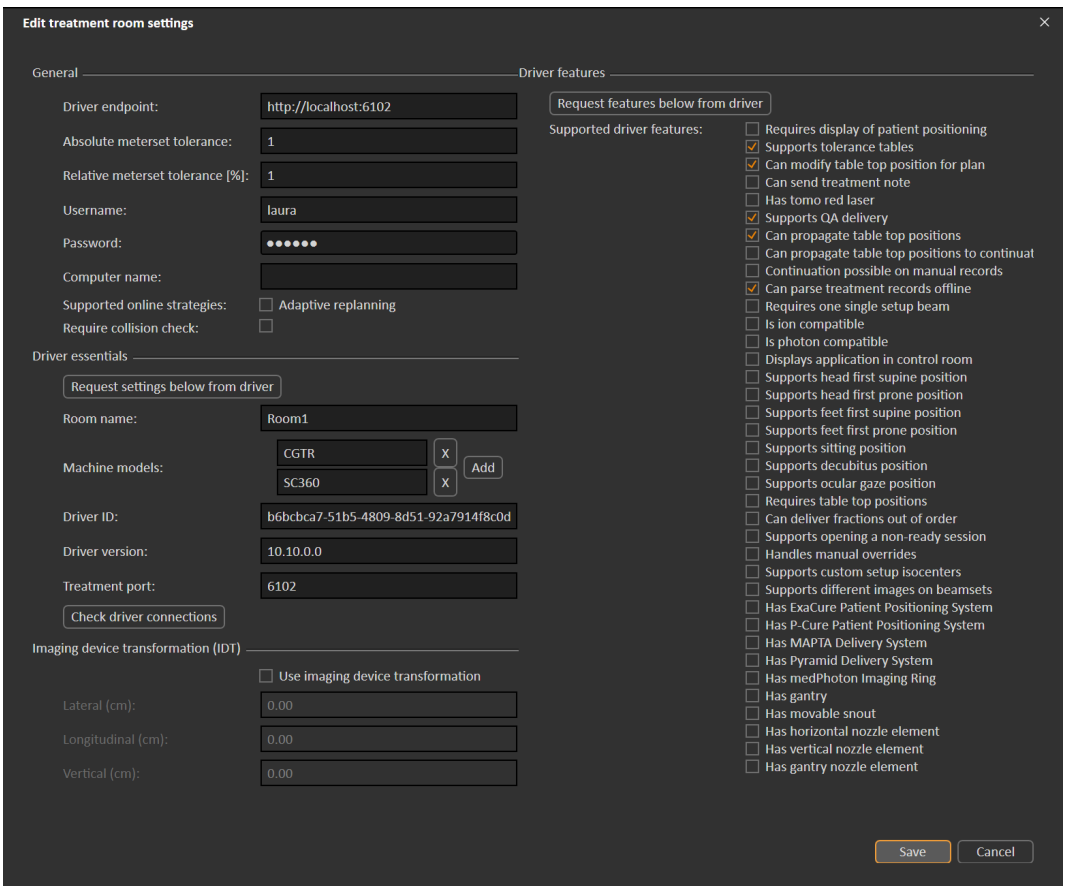 Edit treatment room settings
General
Driver endpoint: http://localhost:6102
Absolute meterset tolerance: 1
Relative meterset tolerance [%]: 1
Username: laura
Password: ●●●●●●
Computer name:
Supported online strategies: Adaptive replanning
Require collision check:
Driver essentials
Request settings below from driver
Room name: Room1
Machine models:
CGTR X
SC360 X
Add
Driver ID: b6bcbca7-51b5-4809-8d51-92a7914f8c0d
Driver version: 10.10.0.0
Treatment port: 6102
Check driver connections
Imaging device transformation (IDT)
Use imaging device transformation
Lateral (cm): 0.00
Longitudinal (cm): 0.00
Vertical (cm): 0.00
Driver features
Request features below from driver
Supported driver features:
Requires display of patient positioning
Supports tolerance tables
Can modify table top position for plan
Can send treatment note
Has tomo red laser
Supports QA delivery
Can propagate table top positions
Can propagate table top positions to continuat
Continuation possible on manual records
Can parse treatment records offline
Requires one single setup beam
Is ion compatible
Is photon compatible
Displays application in control room
Supports head first supine position
Supports head first prone position
Supports feet first supine position
Supports feet first prone position
Supports sitting position
Supports decubitus position
Supports ocular gaze position
Requires table top positions
Can deliver fractions out of order
Supports opening a non-ready session
Handles manual overrides
Supports custom setup isocenters
Supports different images on beamsets
Has ExaCure Patient Positioning System
Has P-Cure Patient Positioning System
Has MAPTA Delivery System
Has Pyramid Delivery System
Has medPhoton Imaging Ring
Has gantry
Has movable snout
Has horizontal nozzle element
Has vertical nozzle element
Has gantry nozzle element
Save
Cancel